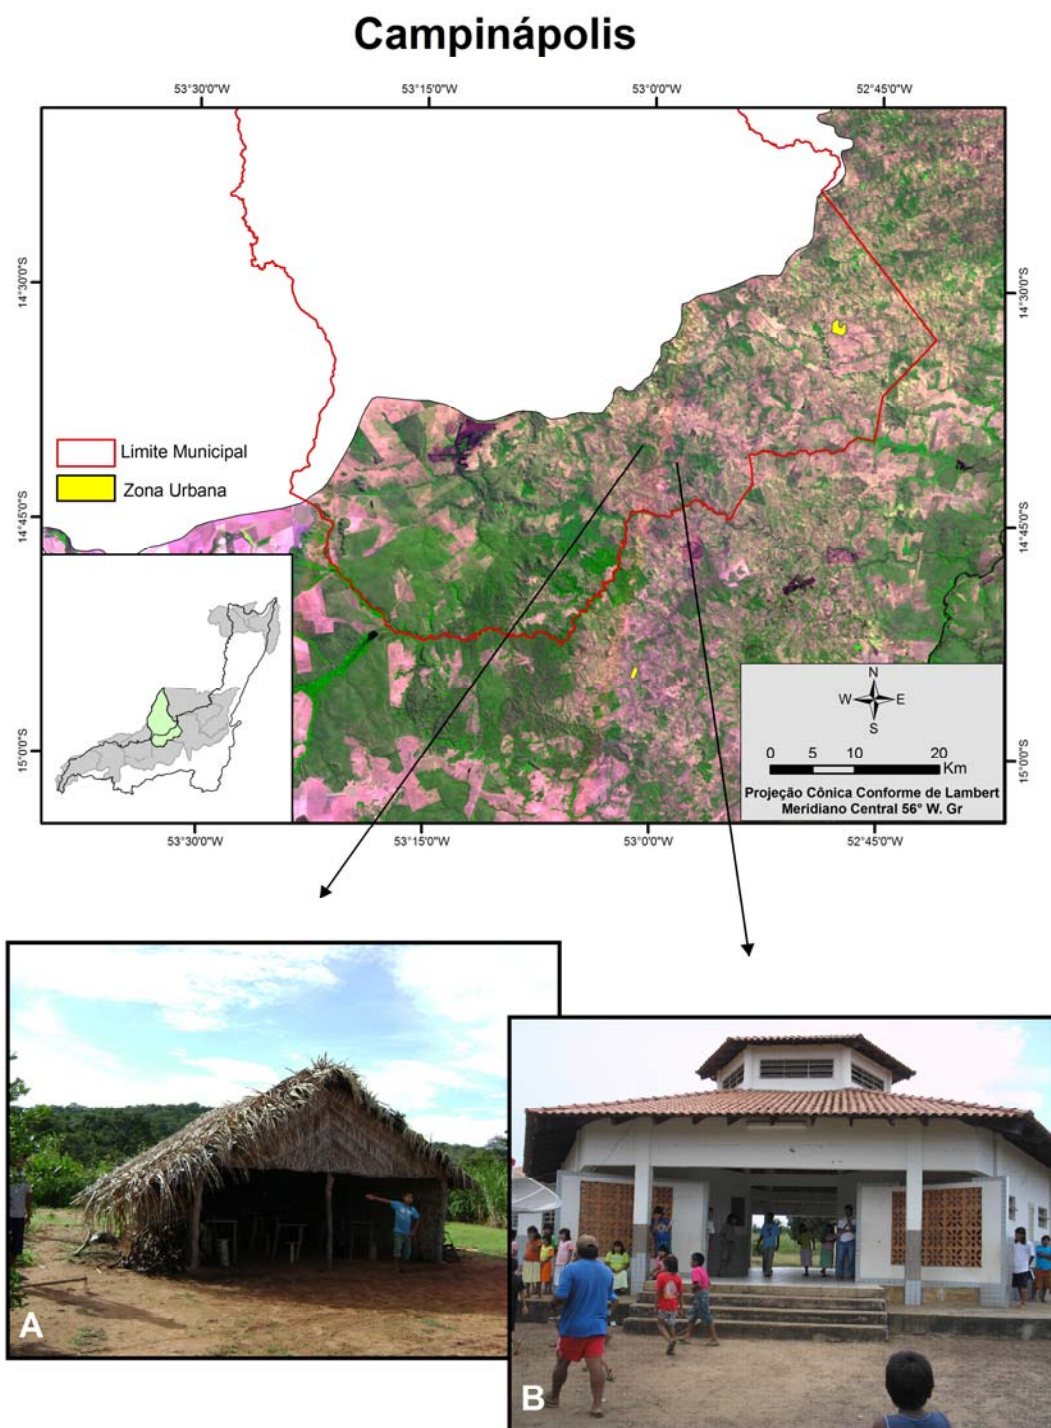 Campinápolis
53°30'0"W
53°15'0"W
53°0'0"W
52°45'0"W
14°30'0"S
14°30'0"S
Limite Municipal
Zona Urbana
14°45'0"S
14°45'0"S
N
W
E
S
15°0'0"S
15°0'0"S
0 5 10 20
Km
Projeção Cônica Conforme de Lambert
Meridiano Central 56° W. Gr
53°30'0"W
53°15'0"W
53°0'0"W
52°45'0"W
A
B